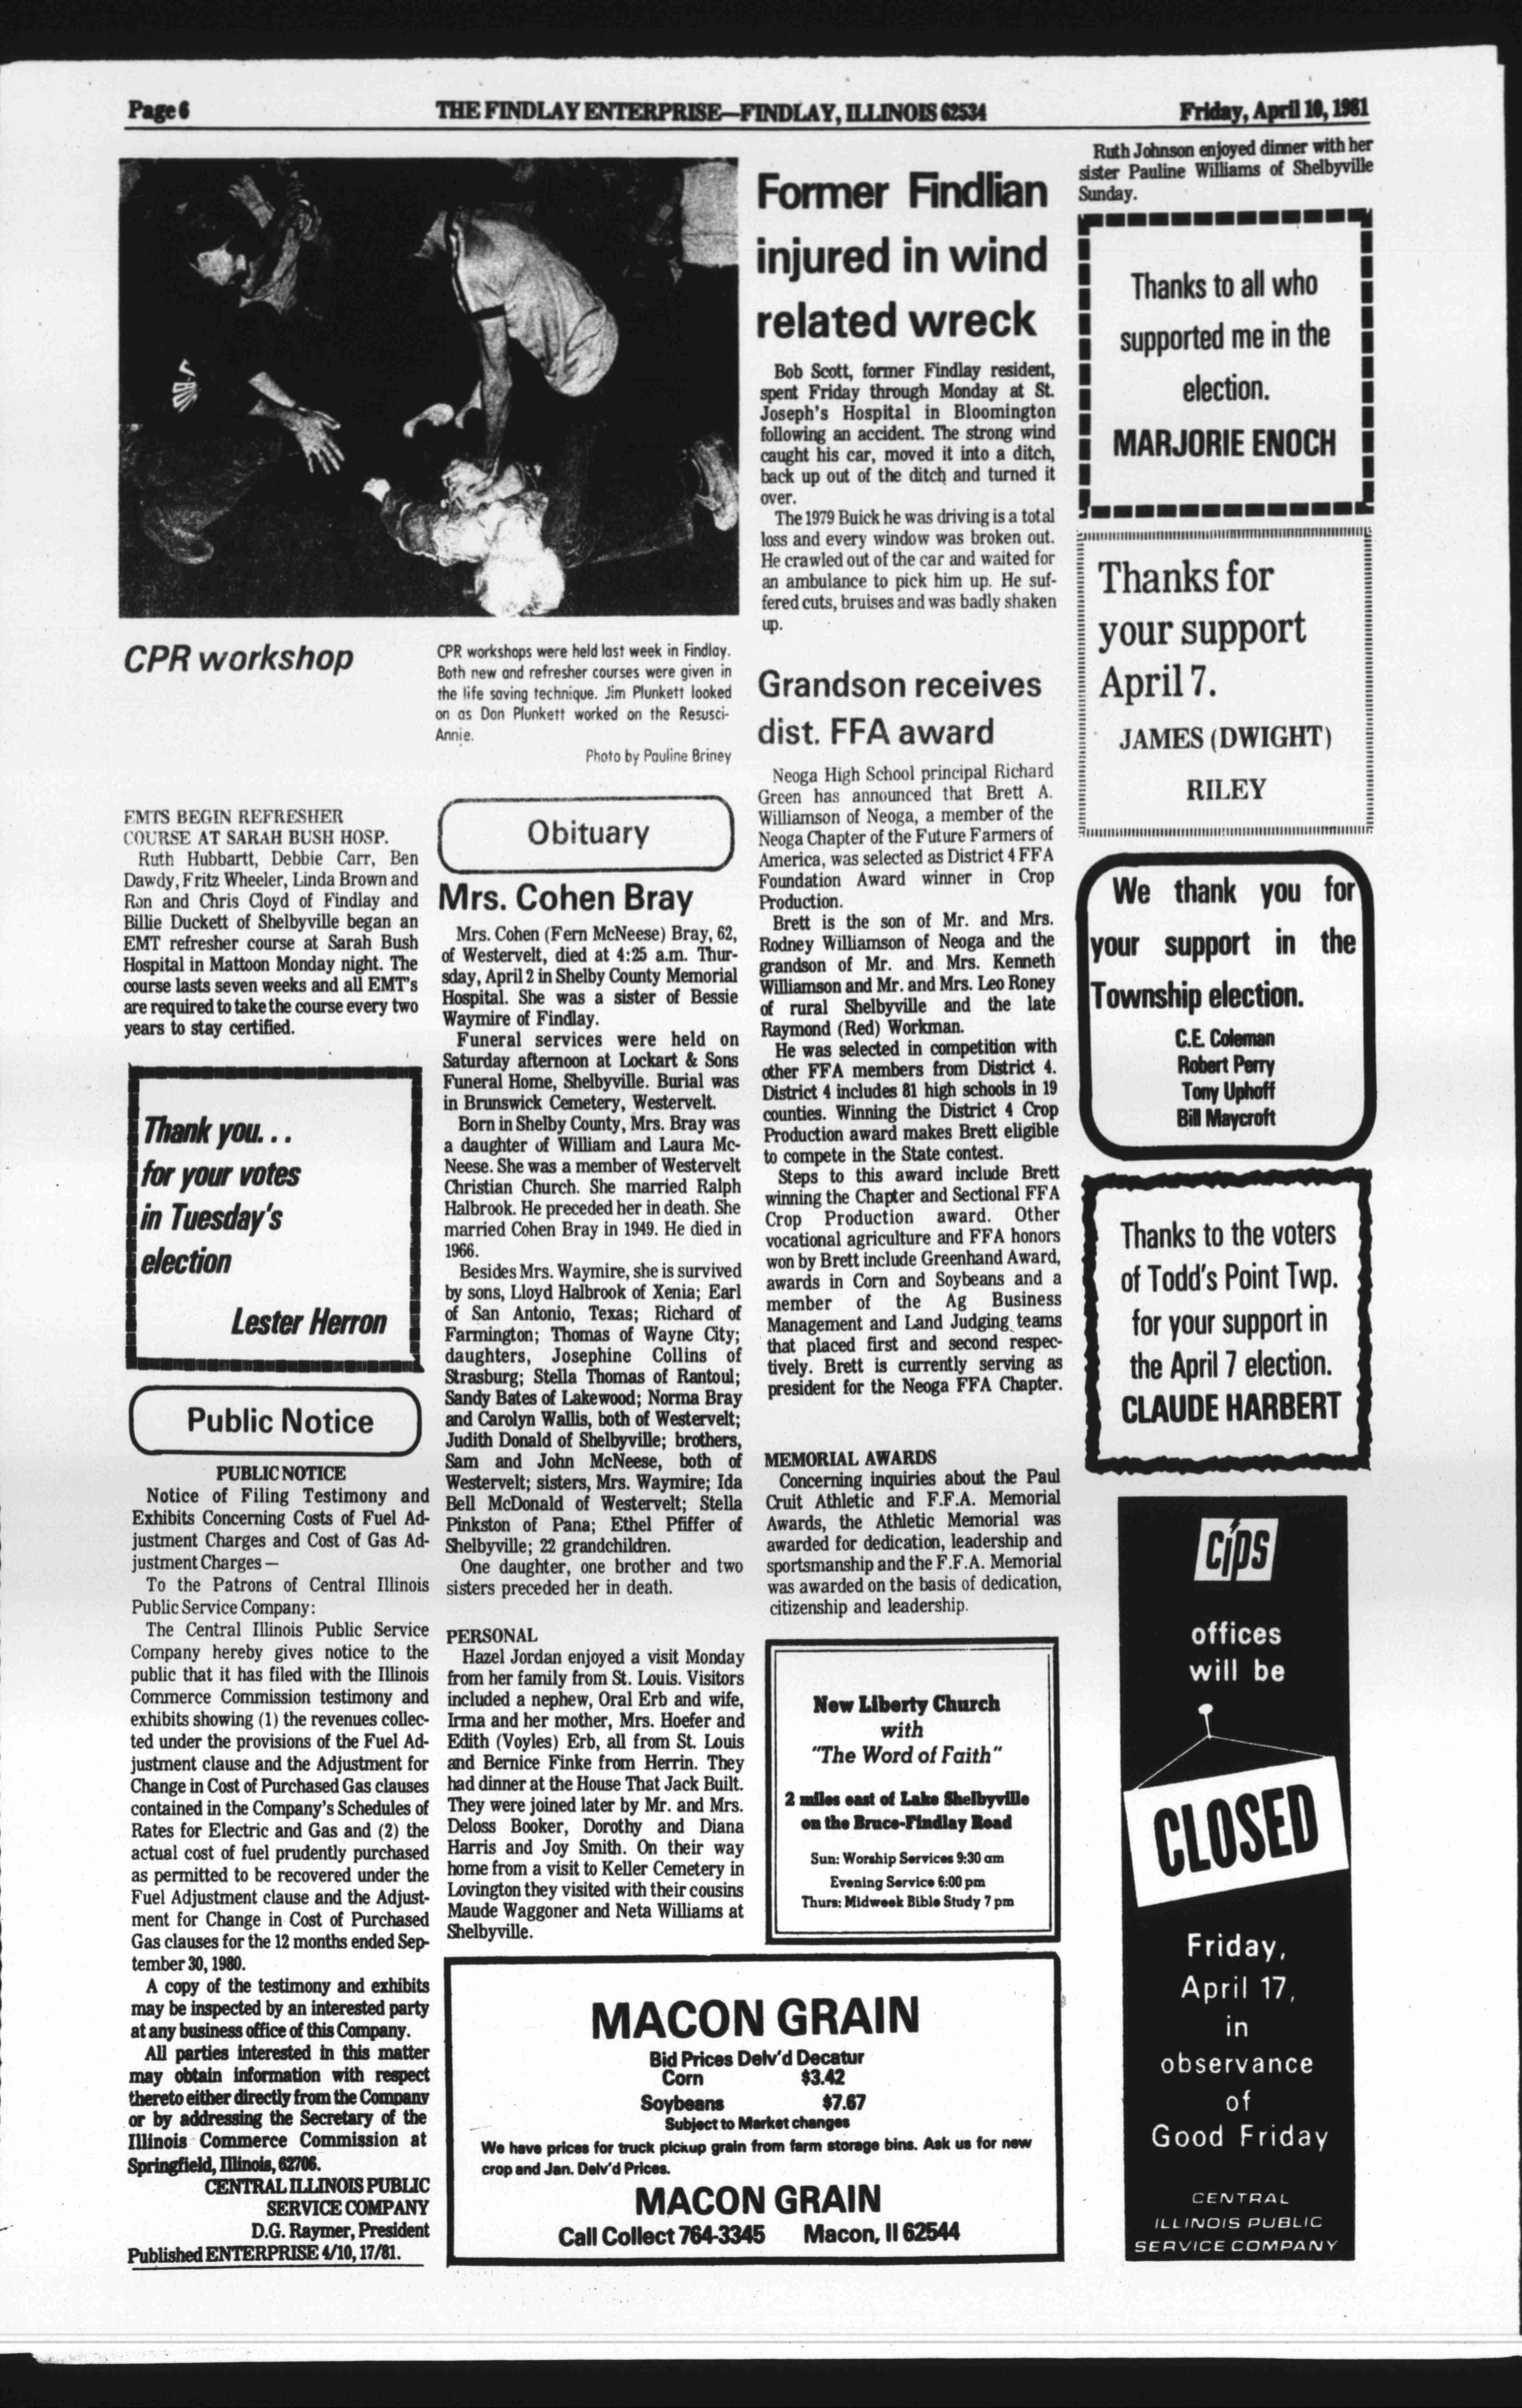 Page 6
THE FINDLAY ENTERPRISE—FINDLAY, ILLINOIS 62534
Friday, April 10, 1981
CPR workshop
CPR workshops were held last week in Findlay.
Both new and refresher courses were given in
the life saving technique. Jim Plunkett looked
on as Don Plunkett worked on the Resusci-
Annie.
Photo by Pauline Briney
EMTS BEGIN REFRESHER
COURSE AT SARAH BUSH HOSP.
Ruth Hubbartt, Debbie Carr, Ben
Dawdy, Fritz Wheeler, Linda Brown and
Ron and Chris Cloyd of Findlay and
Billie Duckett of Shelbyville began an
EMT refresher course at Sarah Bush
Hospital in Mattoon Monday night. The
course lasts seven weeks and all EMT's
are required to take the course every two
years to stay certified.
Thank you. . .
for your votes
in Tuesday's
election
Lester Herron
Public Notice
PUBLIC NOTICE
Notice of Filing Testimony and
Exhibits Concerning Costs of Fuel Ad-
justment Charges and Cost of Gas Ad-
justment Charges —
To the Patrons of Central Illinois
Public Service Company:
The Central Illinois Public Service
Company hereby gives notice to the
public that it has filed with the Illinois
Commerce Commission testimony and
exhibits showing (1) the revenues collec-
ted under the provisions of the Fuel Ad-
justment clause and the Adjustment for
Change in Cost of Purchased Gas clauses
contained in the Company's Schedules of
Rates for Electric and Gas and (2) the
actual cost of fuel prudently purchased
as permitted to be recovered under the
Fuel Adjustment clause and the Adjust-
ment for Change in Cost of Purchased
Gas clauses for the 12 months ended Sep-
tember 30, 1980.
A copy of the testimony and exhibits
may be inspected by an interested party
at any business office of this Company.
All parties interested in this matter
may obtain information with respect
thereto either directly from the Company
or by addressing the Secretary of the
Illinois Commerce Commission at
Springfield, Illinois, 62706.
CENTRAL ILLINOIS PUBLIC
SERVICE COMPANY
D.G. Raymer, President
Published ENTERPRISE 4/10, 17/81.
Obituary
Mrs. Cohen Bray
Mrs. Cohen (Fern McNeese) Bray, 62,
of Westervelt, died at 4:25 a.m. Thur-
sday, April 2 in Shelby County Memorial
Hospital. She was a sister of Bessie
Waymire of Findlay.
Funeral services were held on
Saturday afternoon at Lockart & Sons
Funeral Home, Shelbyville. Burial was
in Brunswick Cemetery, Westervelt.
Born in Shelby County, Mrs. Bray was
a daughter of William and Laura Mc-
Neese. She was a member of Westervelt
Christian Church. She married Ralph
Halbrook. He preceded her in death. She
married Cohen Bray in 1949. He died in
1966.
Besides Mrs. Waymire, she is survived
by sons, Lloyd Halbrook of Xenia; Earl
of San Antonio, Texas; Richard of
Farmington; Thomas of Wayne City;
daughters, Josephine Collins of
Strasburg; Stella Thomas of Rantoul;
Sandy Bates of Lakewood; Norma Bray
and Carolyn Wallis, both of Westervelt;
Judith Donald of Shelbyville; brothers,
Sam and John McNeese, both of
Westervelt; sisters, Mrs. Waymire; Ida
Bell McDonald of Westervelt; Stella
Pinkston of Pana; Ethel Pfiffer of
Shelbyville; 22 grandchildren.
One daughter, one brother and two
sisters preceded her in death.
PERSONAL
Hazel Jordan enjoyed a visit Monday
from her family from St. Louis. Visitors
included a nephew, Oral Erb and wife,
Irma and her mother, Mrs. Hoefer and
Edith (Voyles) Erb, all from St. Louis
and Bernice Finke from Herrin. They
had dinner at the House That Jack Built.
They were joined later by Mr. and Mrs.
Deloss Booker, Dorothy and Diana
Harris and Joy Smith. On their way
home from a visit to Keller Cemetery in
Lovington they visited with their cousins
Maude Waggoner and Neta Williams at
Shelbyville.
Former Findlian
injured in wind
related wreck
Bob Scott, former Findlay resident,
spent Friday through Monday at St.
Joseph's Hospital in Bloomington
following an accident. The strong wind
caught his car, moved it into a ditch,
back up out of the ditch and turned it
over.
The 1979 Buick he was driving is a total
loss and every window was broken out.
He crawled out of the car and waited for
an ambulance to pick him up. He suf-
fered cuts, bruises and was badly shaken
up.
Grandson receives
dist. FFA award
Neoga High School principal Richard
Green has announced that Brett A.
Williamson of Neoga, a member of the
Neoga Chapter of the Future Farmers of
America, was selected as District 4 FFA
Foundation Award winner in Crop
Production.
Brett is the son of Mr. and Mrs.
Rodney Williamson of Neoga and the
grandson of Mr. and Mrs. Kenneth
Williamson and Mr. and Mrs. Leo Roney
of rural Shelbyville and the late
Raymond (Red) Workman.
He was selected in competition with
other FFA members from District 4.
District 4 includes 81 high schools in 19
counties. Winning the District 4 Crop
Production award makes Brett eligible
to compete in the State contest.
Steps to this award include Brett
winning the Chapter and Sectional FFA
Crop Production award. Other
vocational agriculture and FFA honors
won by Brett include Greenhand Award,
awards in Corn and Soybeans and a
member of the Ag Business
Management and Land Judging teams
that placed first and second respec-
tively. Brett is currently serving as
president for the Neoga FFA Chapter.
MEMORIAL AWARDS
Concerning inquiries about the Paul
Cruit Athletic and F.F.A. Memorial
Awards, the Athletic Memorial was
awarded for dedication, leadership and
sportsmanship and the F.F.A. Memorial
was awarded on the basis of dedication,
citizenship and leadership.
New Liberty Church
with
"The Word of Faith"
2 miles east of Lake Shelbyville
on the Bruce-Findlay Road
Sun: Worship Services 9:30 am
Evening Service 6:00 pm
Thurs: Midweek Bible Study 7 pm
MACON GRAIN
Bid Prices Delv'd Decatur
Corn $3.42
Soybeans $7.67
Subject to Market changes
We have prices for truck pickup grain from farm storage bins. Ask us for new
crop and Jan. Delv'd Prices.
MACON GRAIN
Call Collect 764-3345 Macon, Il 62544
Ruth Johnson enjoyed dinner with her
sister Pauline Williams of Shelbyville
Sunday.
Thanks to all who
supported me in the
election.
MARJORIE ENOCH
Thanks for
your support
April 7.
JAMES (DWIGHT)
RILEY
We thank you for
your support in the
Township election.
C.E. Coleman
Robert Perry
Tony Uphoff
Bill Maycroft
Thanks to the voters
of Todd's Point Twp.
for your support in
the April 7 election.
CLAUDE HARBERT
cips
offices
will be
CLOSED
Friday,
April 17,
in
observance
of
Good Friday
CENTRAL
ILLINOIS PUBLIC
SERVICE COMPANY